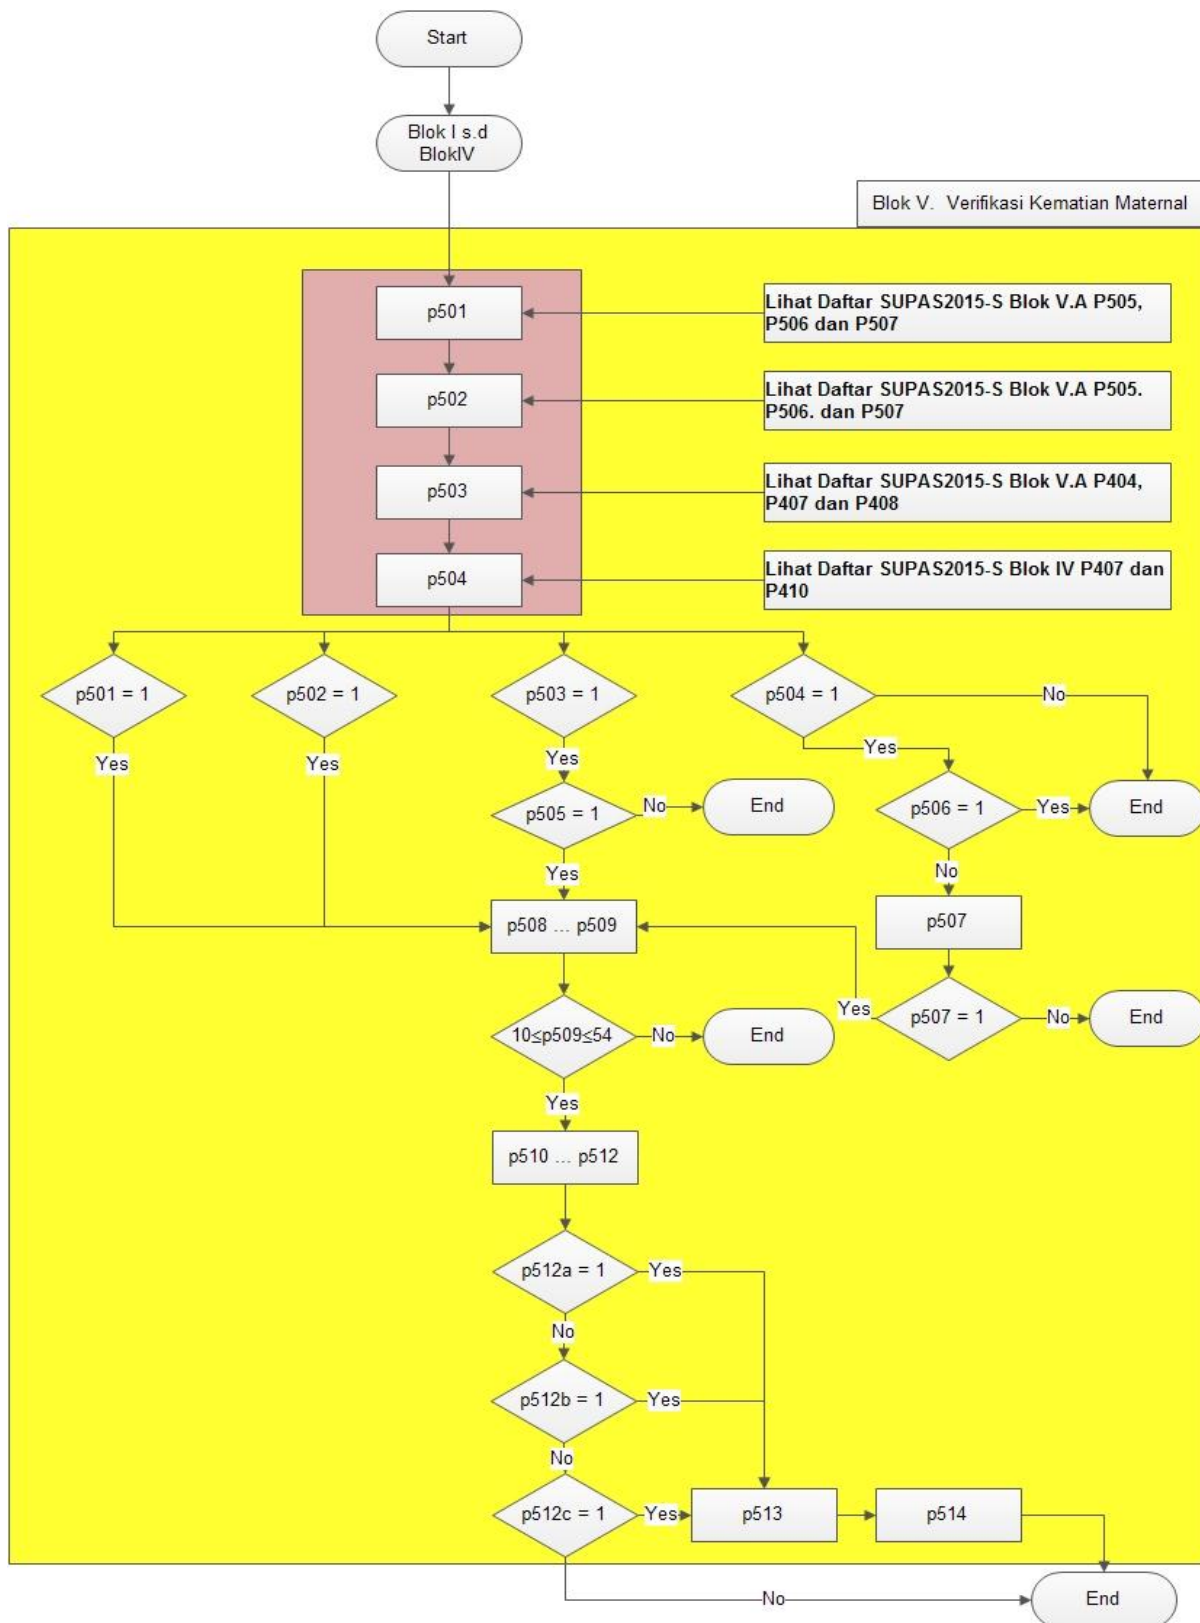 Start
Blok I s.d
BlokIV
Blok V.  Verifikasi Kematian Maternal
p501
Lihat Daftar SUPAS2015-S Blok V.A P505,
P506 dan P507
p502
Lihat Daftar SUPAS2015-S Blok V.A P505.
P506. dan P507
p503
Lihat Daftar SUPAS2015-S Blok V.A P404,
P407 dan P408
p504
Lihat Daftar SUPAS2015-S Blok IV P407 dan
P410
p501 = 1
p502 = 1
p503 = 1
p504 = 1
No
Yes
Yes
Yes
Yes
p505 = 1
No
End
p506 = 1
Yes
End
Yes
No
p508 ... p509
p507
10≤p509≤54
No
End
Yes
p507 = 1
No
End
Yes
p510 ... p512
p512a = 1
Yes
No
p512b = 1
Yes
No
p512c = 1
Yes
p513
p514
No
End